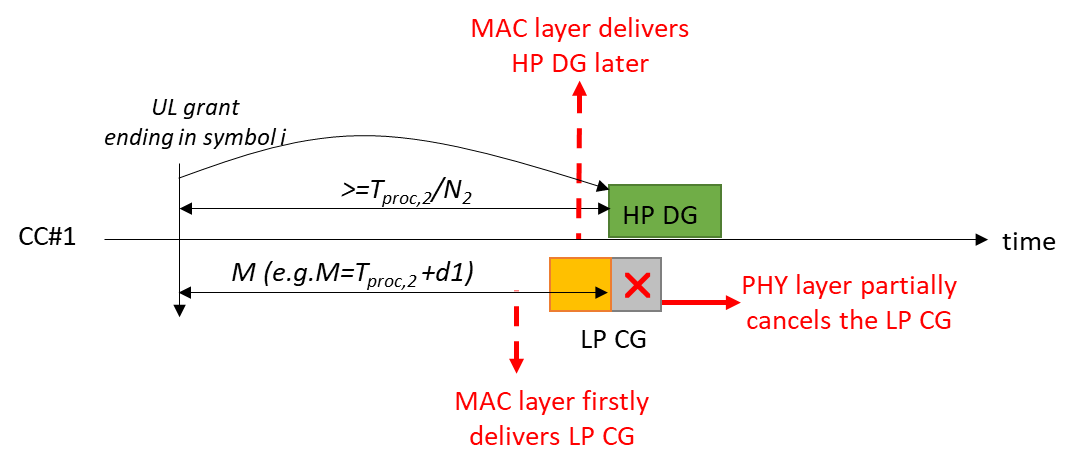 MAC layer delivers
HP DG later
UL grant
ending in symbol i
>=Tproc,2/N2
HP DG
CC#1
time
M (e.g.M=Tproc,2 +d1)
PHY layer partially
cancels the LP CG
LP CG
MAC layer firstly
delivers LP CG